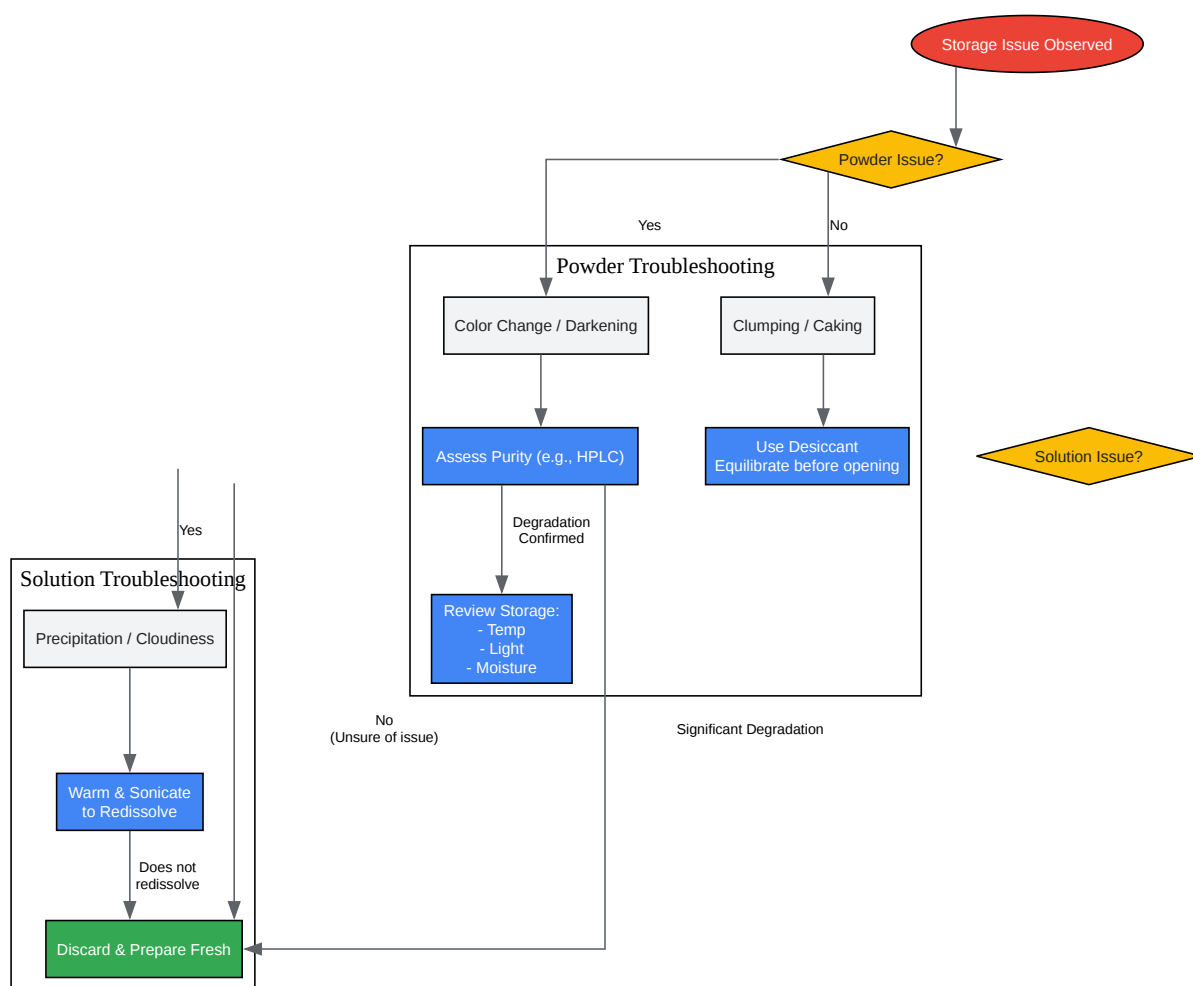 Storage Issue Observed
Powder Issue?
Yes
No
Powder Troubleshooting
Color Change / Darkening
Clumping / Caking
Assess Purity (e.g., HPLC)
Use Desiccant
Equilibrate before opening
Solution Issue?
Degradation
Confirmed
Yes
Solution Troubleshooting
Review Storage:
- Temp
- Light
- Moisture
Precipitation / Cloudiness
No
(Unsure of issue)
Significant Degradation
Warm & Sonicate
to Redissolve
Does not
redissolve
Discard & Prepare Fresh